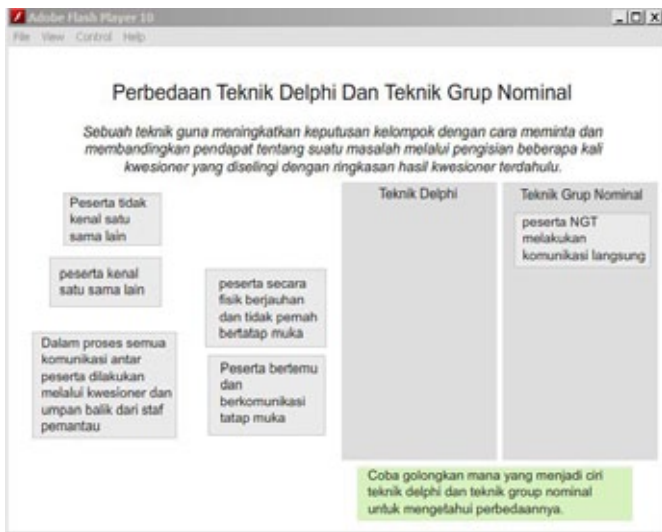 Adobe Flash Player 10
File View Control Help
Perbedaan Teknik Delphi Dan Teknik Grup Nominal
Sebuah teknik guna meningkatkan keputusan kelompok dengan cara meminta dan
membandingkan pendapat tentang suatu masalah melalui pengisian beberapa kali
kwesioner yang diselingi dengan ringkasan hasil kwesioner terdahulu.
Peserta tidak
kenal satu
sama lain
peserta kenal
satu sama lain
Dalam proses semua
komunikasi antar
peserta dilakukan
melalui kwesioner dan
umpan balik dari staf
pemantau
peserta secara
fisik berjauhan
dan tidak pernah
bertatap muka
Peserta bertemu
dan
berkomunikasi
tatap muka
Teknik Delphi
Teknik Grup Nominal
peserta NGT
melakukan
komunikasi langsung
Coba golongkan mana yang menjadi ciri
teknik delphi dan teknik group nominal
untuk mengetahui perbedaannya.